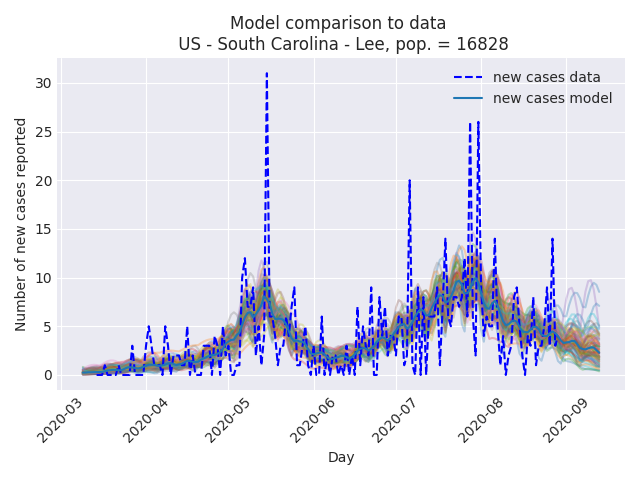 Model comparison to data
US - South Carolina - Lee, pop. = 16828
new cases data
new cases model
Number of new cases reported
30
25
20
15
10
5
0
2020-03
2020-04
2020-05
2020-06
2020-07
2020-08
2020-09
Day